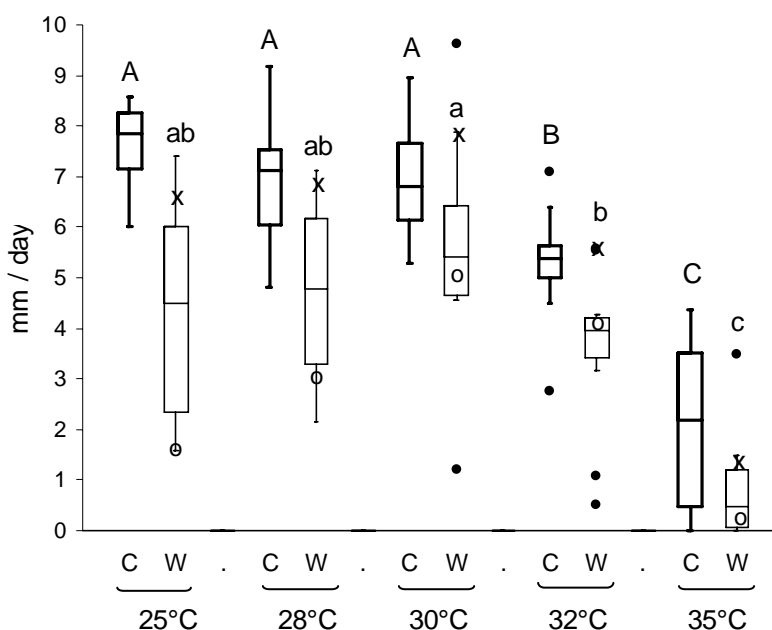 10
9
8
7
6
5
4
3
2
1
0
mm / day
A
ab
x
o
A
ab
x
o
A
a
x
o
B
b
x
o
C
c
x
o
C W . C W . C W . C W . C W
25°C 28°C 30°C 32°C 35°C